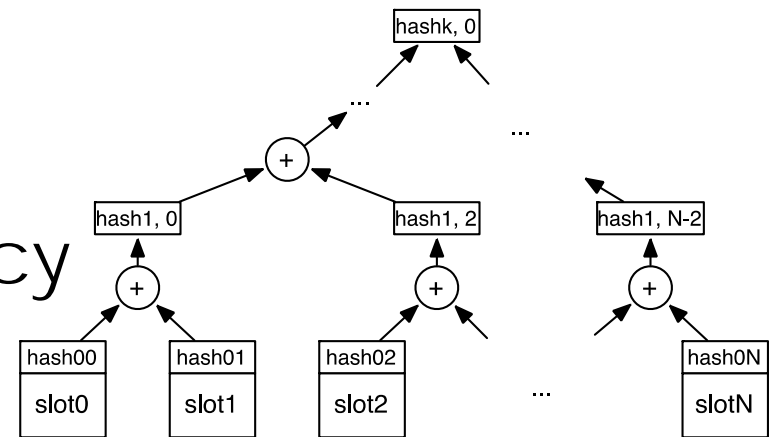 hashk, 0
...
...
+
hash1, 0
hash1, 2
hash1, N-2
cy
+
+
+
hash00
hash01
hash02
hash0N
slot0
slot1
slot2
...
slotN